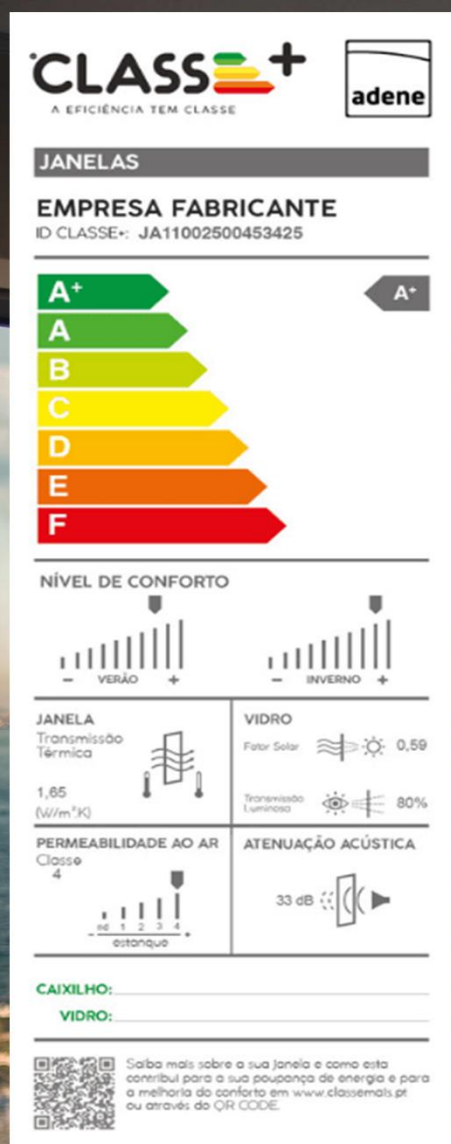 CLASSE+
A EFICIÊNCIA TEM CLASSE
adene
JANELAS
EMPRESA FABRICANTE
ID CLASSE+: JA11002500453425
A+
A+
A
B
C
D
E
F
NÍVEL DE CONFORTO
- VERÃO +
- INVERNO +
JANELA
Transmissão
Térmica
1,65
(W/m².K)
VIDRO
Fator Solar 0,59
Transmissão
Luminosa 80%
PERMEABILIDADE AO AR
Classe
4
nd 1 2 3 4
- estanque +
ATENUAÇÃO ACÚSTICA
33 dB
CAIXILHO:
VIDRO:
Saiba mais sobre a sua janela e como esta
contribui para a sua poupança de energia e para
a melhoria do conforto em www.classemais.pt
ou através do QR CODE.